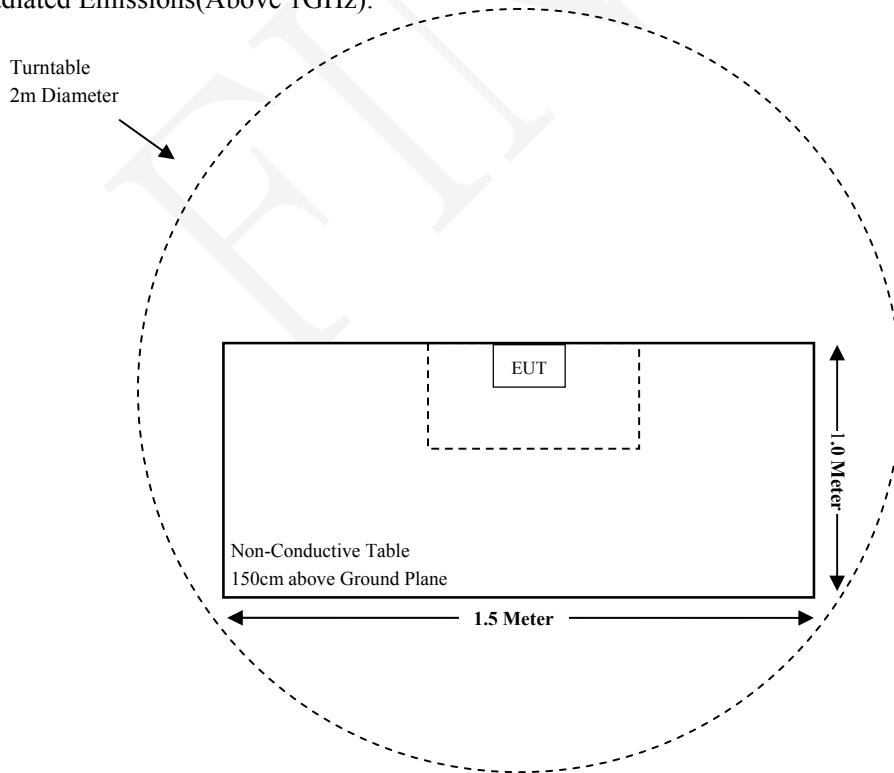 diated Emissions(Above 1GHz):
Turntable
2m Diameter
EUT
1.0 Meter
Non-Conductive Table
150cm above Ground Plane
1.5 Meter